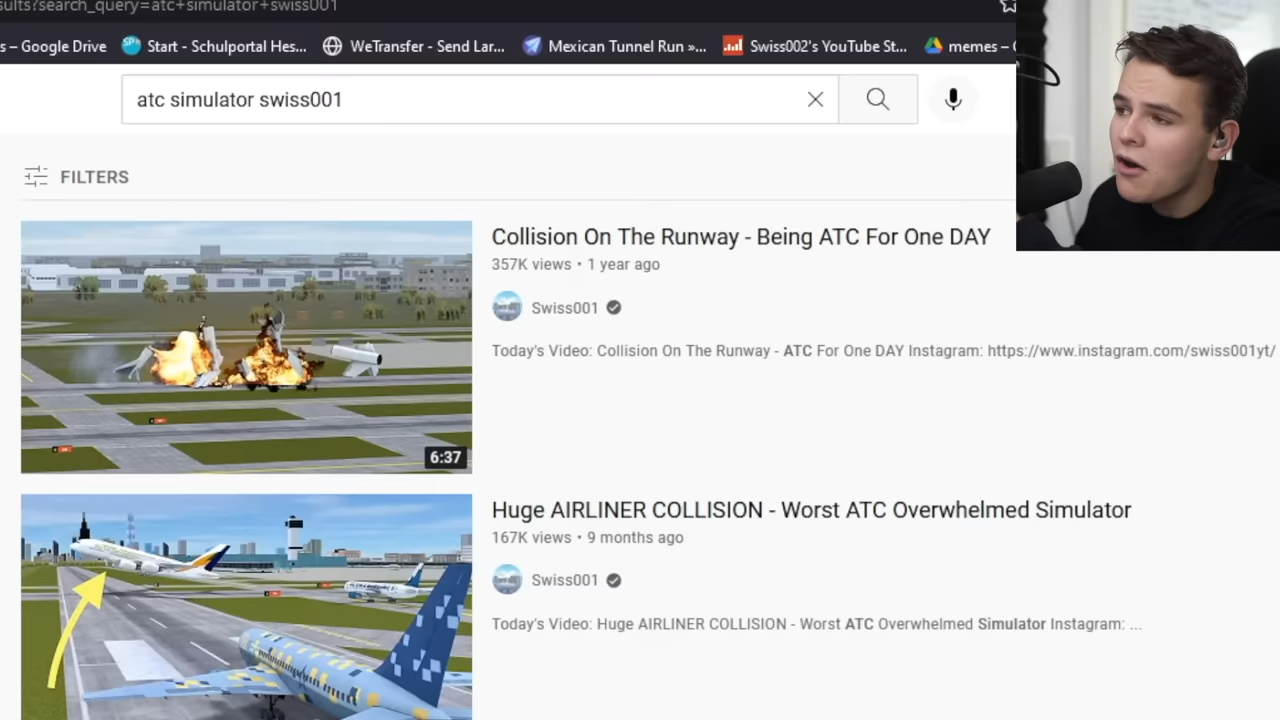 sults?search_query=atc+simulator+swiss001
s – Google Drive
Start - Schulportal Hes...
WeTransfer - Send Lar...
Mexican Tunnel Run »...
Swiss002's YouTube St...
memes –
atc simulator swiss001
FILTERS
Collision On The Runway - Being ATC For One DAY
357K views • 1 year ago
Swiss001
Today's Video: Collision On The Runway - ATC For One DAY Instagram: https://www.instagram.com/swiss001yt/
6:37
Huge AIRLINER COLLISION - Worst ATC Overwhelmed Simulator
167K views • 9 months ago
Swiss001
Today's Video: Huge AIRLINER COLLISION - Worst ATC Overwhelmed Simulator Instagram: ...